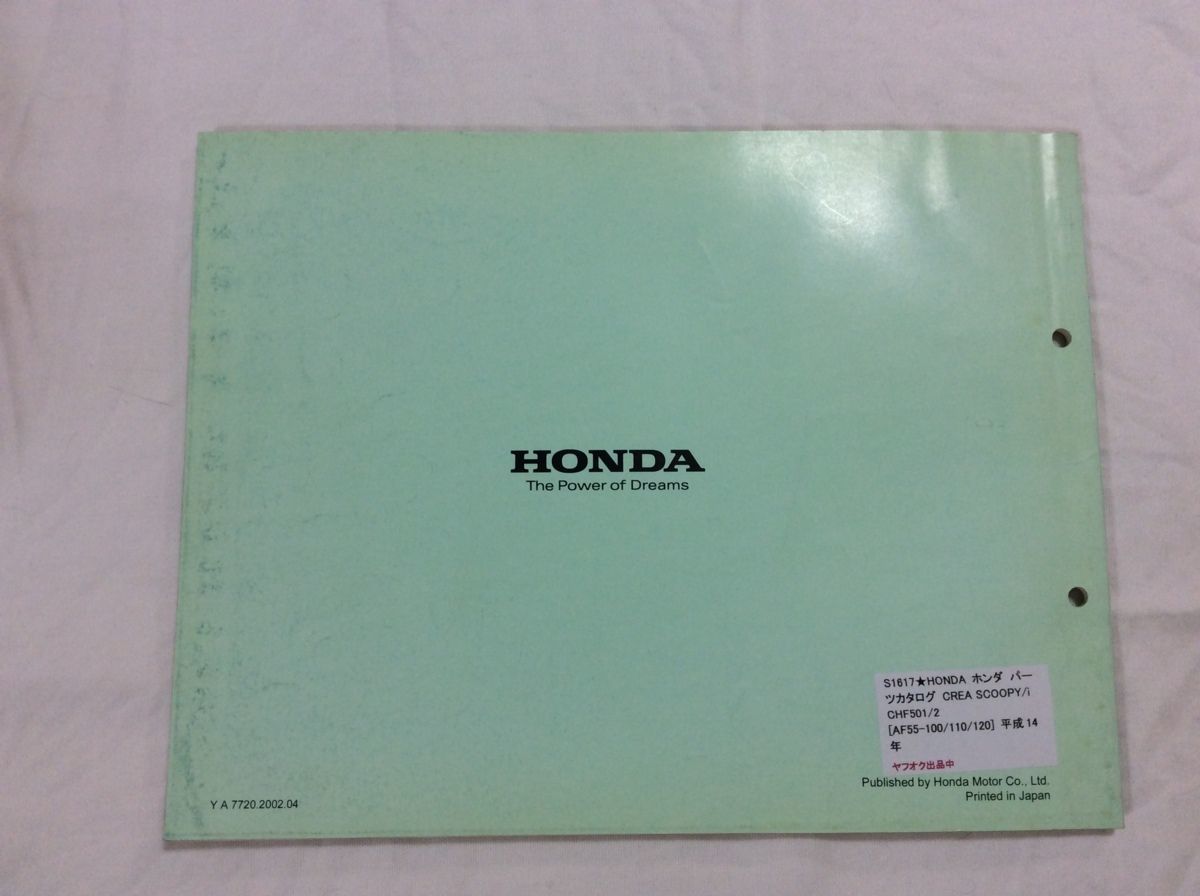 HONDA
The Power of Dreams
S1617★HONDA ホンダ パー
ツカタログ CREA SCOOPY/i
CHF501/2
[AF55-100/110/120] 平成14
年
ヤフオク出品中
Published by Honda Motor Co., Ltd.
Printed in Japan
Y A 7720.2002.04